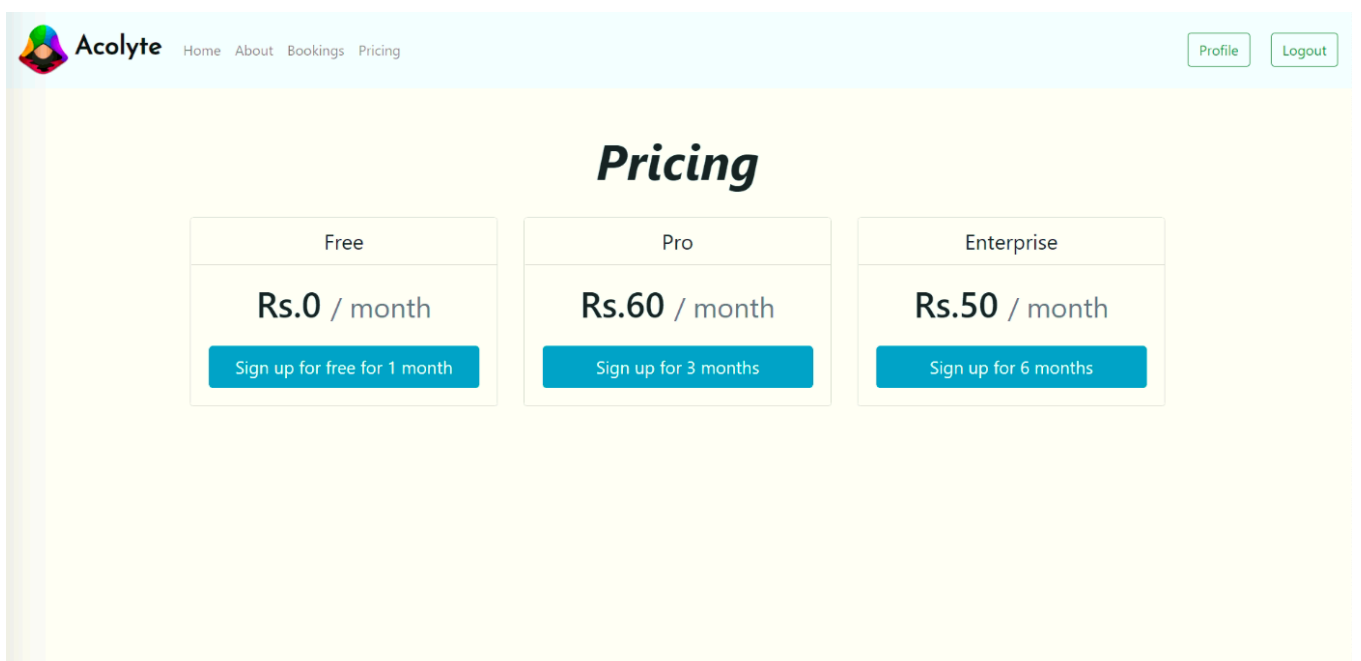 Acolyte Home About Bookings Pricing Profile Logout
Pricing
Free
Rs.0 / month
Sign up for free for 1 month
Pro
Rs.60 / month
Sign up for 3 months
Enterprise
Rs.50 / month
Sign up for 6 months